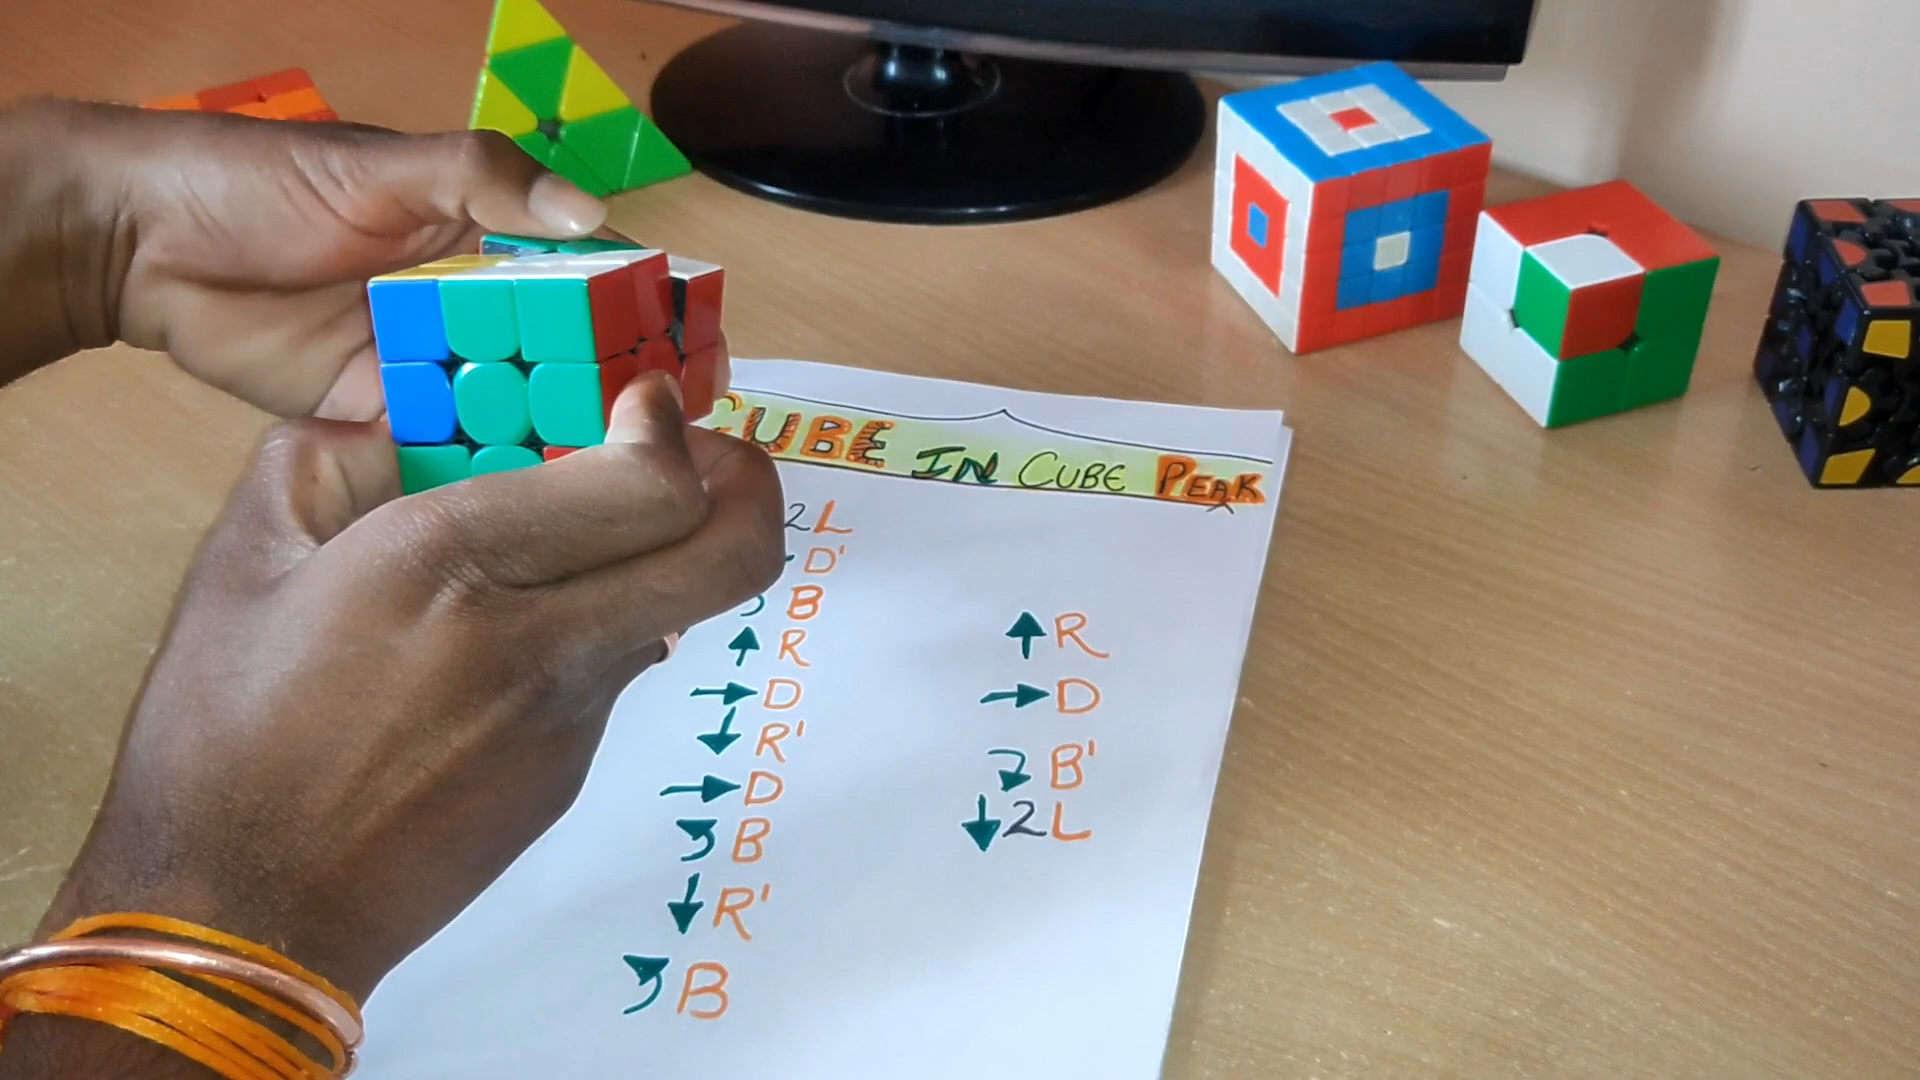 CUBE IN CUBE PEAK
2L
D'
B
↑ R
→ D
↓ R'
→ D
B
↓ R'
B
↑ R
→ D
B'
↓ 2L